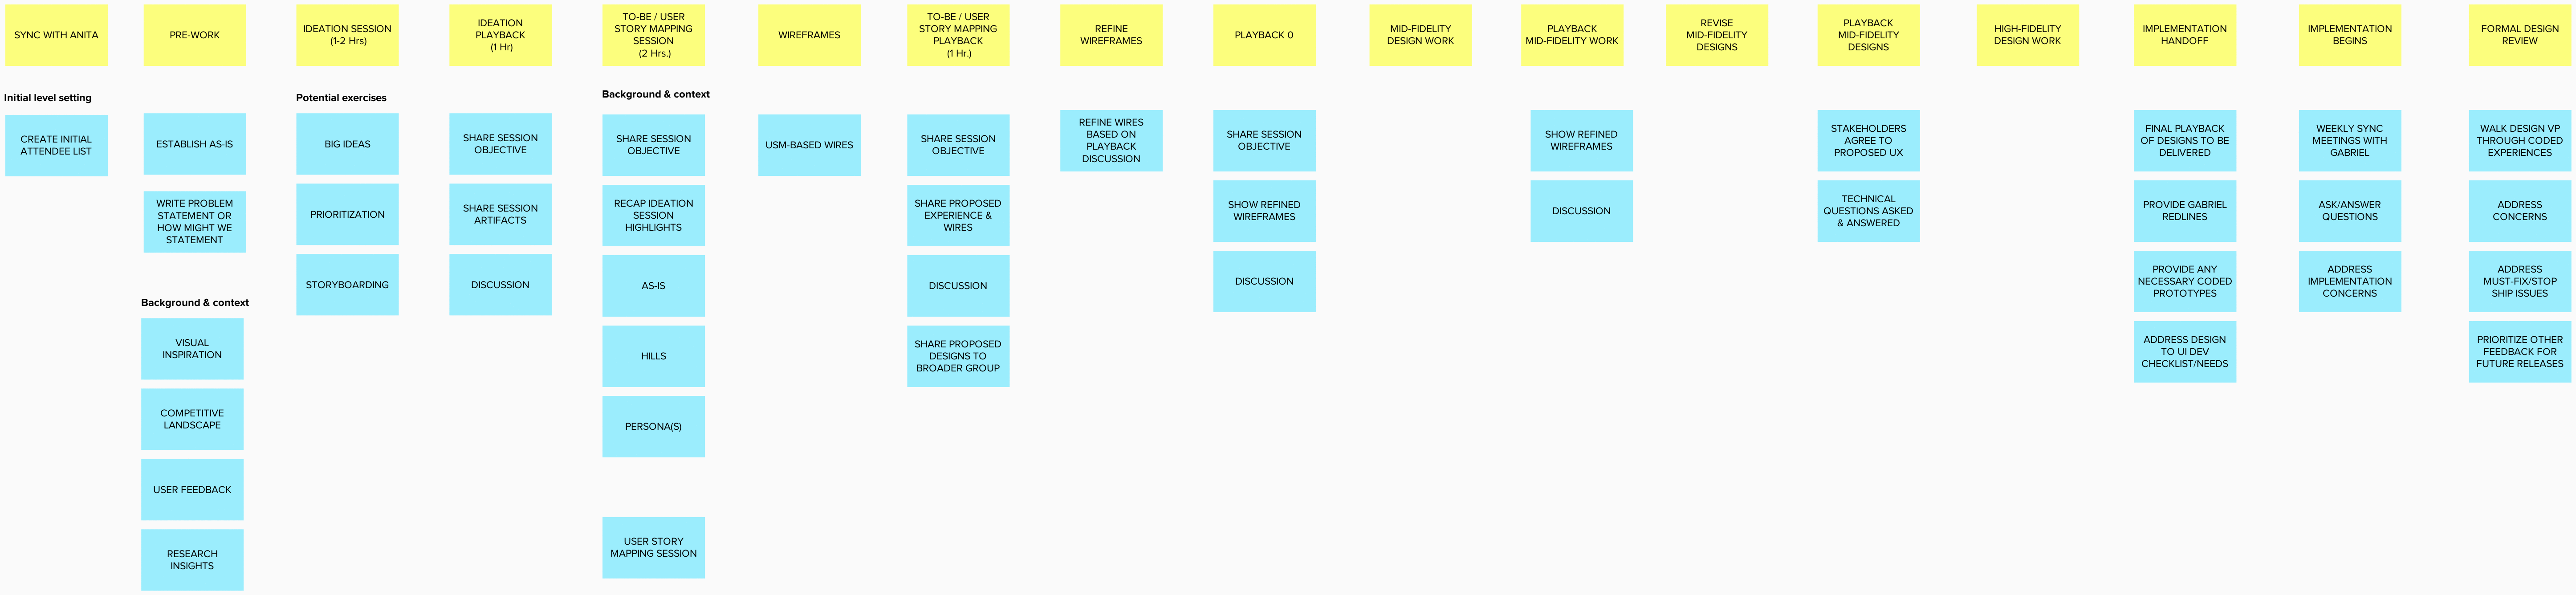 SYNC WITH ANITA
PRE-WORK
IDEATION SESSION
(1-2 Hrs)
IDEATION
PLAYBACK
(1 Hr)
TO-BE / USER
STORY MAPPING
SESSION
(2 Hrs.)
WIREFRAMES
TO-BE / USER
STORY MAPPING
PLAYBACK
(1 Hr.)
REFINE
WIREFRAMES
PLAYBACK 0
MID-FIDELITY
DESIGN WORK
PLAYBACK
MID-FIDELITY WORK
REVISE
MID-FIDELITY
DESIGNS
PLAYBACK
MID-FIDELITY
DESIGNS
HIGH-FIDELITY
DESIGN WORK
IMPLEMENTATION
HANDOFF
IMPLEMENTATION
BEGINS
FORMAL DESIGN
REVIEW
Initial level setting
CREATE INITIAL
ATTENDEE LIST
ESTABLISH AS-IS
WRITE PROBLEM
STATEMENT OR
HOW MIGHT WE
STATEMENT
Background & context
VISUAL
INSPIRATION
COMPETITIVE
LANDSCAPE
USER FEEDBACK
RESEARCH
INSIGHTS
Potential exercises
BIG IDEAS
PRIORITIZATION
STORYBOARDING
SHARE SESSION
OBJECTIVE
SHARE SESSION
ARTIFACTS
DISCUSSION
Background & context
SHARE SESSION
OBJECTIVE
RECAP IDEATION
SESSION
HIGHLIGHTS
AS-IS
HILLS
PERSONA(S)
USER STORY
MAPPING SESSION
USM-BASED WIRES
SHARE SESSION
OBJECTIVE
SHARE PROPOSED
EXPERIENCE &
WIRES
DISCUSSION
SHARE PROPOSED
DESIGNS TO
BROADER GROUP
REFINE WIRES
BASED ON
PLAYBACK
DISCUSSION
SHARE SESSION
OBJECTIVE
SHOW REFINED
WIREFRAMES
DISCUSSION
SHOW REFINED
WIREFRAMES
DISCUSSION
STAKEHOLDERS
AGREE TO
PROPOSED UX
TECHNICAL
QUESTIONS ASKED
& ANSWERED
FINAL PLAYBACK
OF DESIGNS TO BE
DELIVERED
PROVIDE GABRIEL
REDLINES
PROVIDE ANY
NECESSARY CODED
PROTOTYPES
ADDRESS DESIGN
TO UI DEV
CHECKLIST/NEEDS
WEEKLY SYNC
MEETINGS WITH
GABRIEL
ASK/ANSWER
QUESTIONS
ADDRESS
IMPLEMENTATION
CONCERNS
WALK DESIGN VP
THROUGH CODED
EXPERIENCES
ADDRESS
CONCERNS
ADDRESS
MUST-FIX/STOP
SHIP ISSUES
PRIORITIZE OTHER
FEEDBACK FOR
FUTURE RELEASES